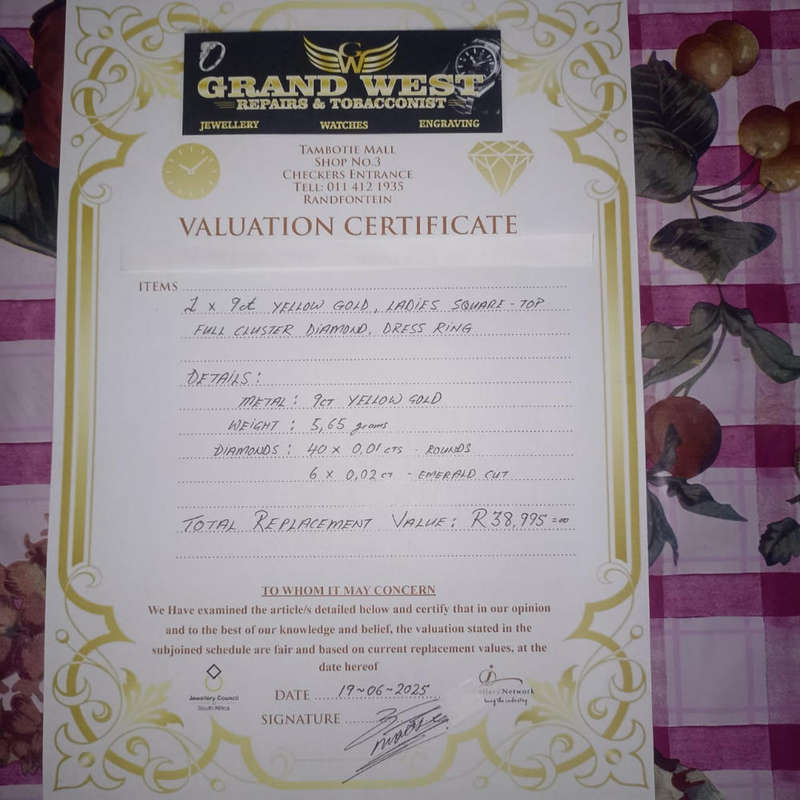 GW
GRAND WEST
REPAIRS & TOBACCONIST
JEWELLERY WATCHES ENGRAVING
TAMBOTIE MALL
SHOP NO.3
CHECKERS ENTRANCE
TELL: 011 412 1935
RANDFONTEIN
VALUATION CERTIFICATE
ITEMS
1 x 9ct YELLOW GOLD, LADIES SQUARE-TOP
FULL CLUSTER DIAMOND, DRESS RING
DETAILS:
METAL: 9CT YELLOW GOLD
WEIGHT: 5,65 grams
DIAMONDS: 40 x 0,01 cts - ROUNDS
6 x 0,02 ct - EMERALD CUT
TOTAL REPLACEMENT VALUE: R38,995=00
TO WHOM IT MAY CONCERN
We Have examined the article/s detailed below and certify that in our opinion
and to the best of our knowledge and belief, the valuation stated in the
subjoined schedule are fair and based on current replacement values, at the
date hereof
Jewellery Council
South Africa
DATE 19-06-2025
Network
SIGNATURE